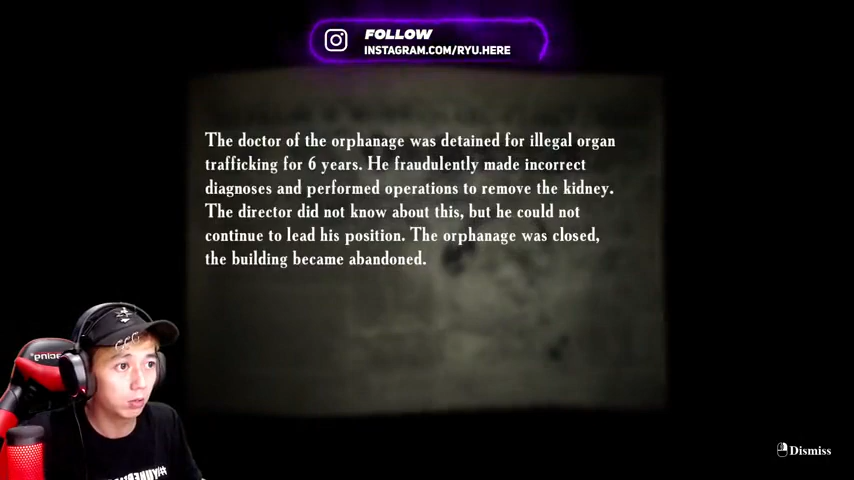 FOLLOW
INSTAGRAM.COM/RYU.HERE
The doctor of the orphanage was detained for illegal organ
trafficking for 6 years. He fraudulently made incorrect
diagnoses and performed operations to remove the kidney.
The director did not know about this, but he could not
continue to lead his position. The orphanage was closed,
the building became abandoned.
Dismiss